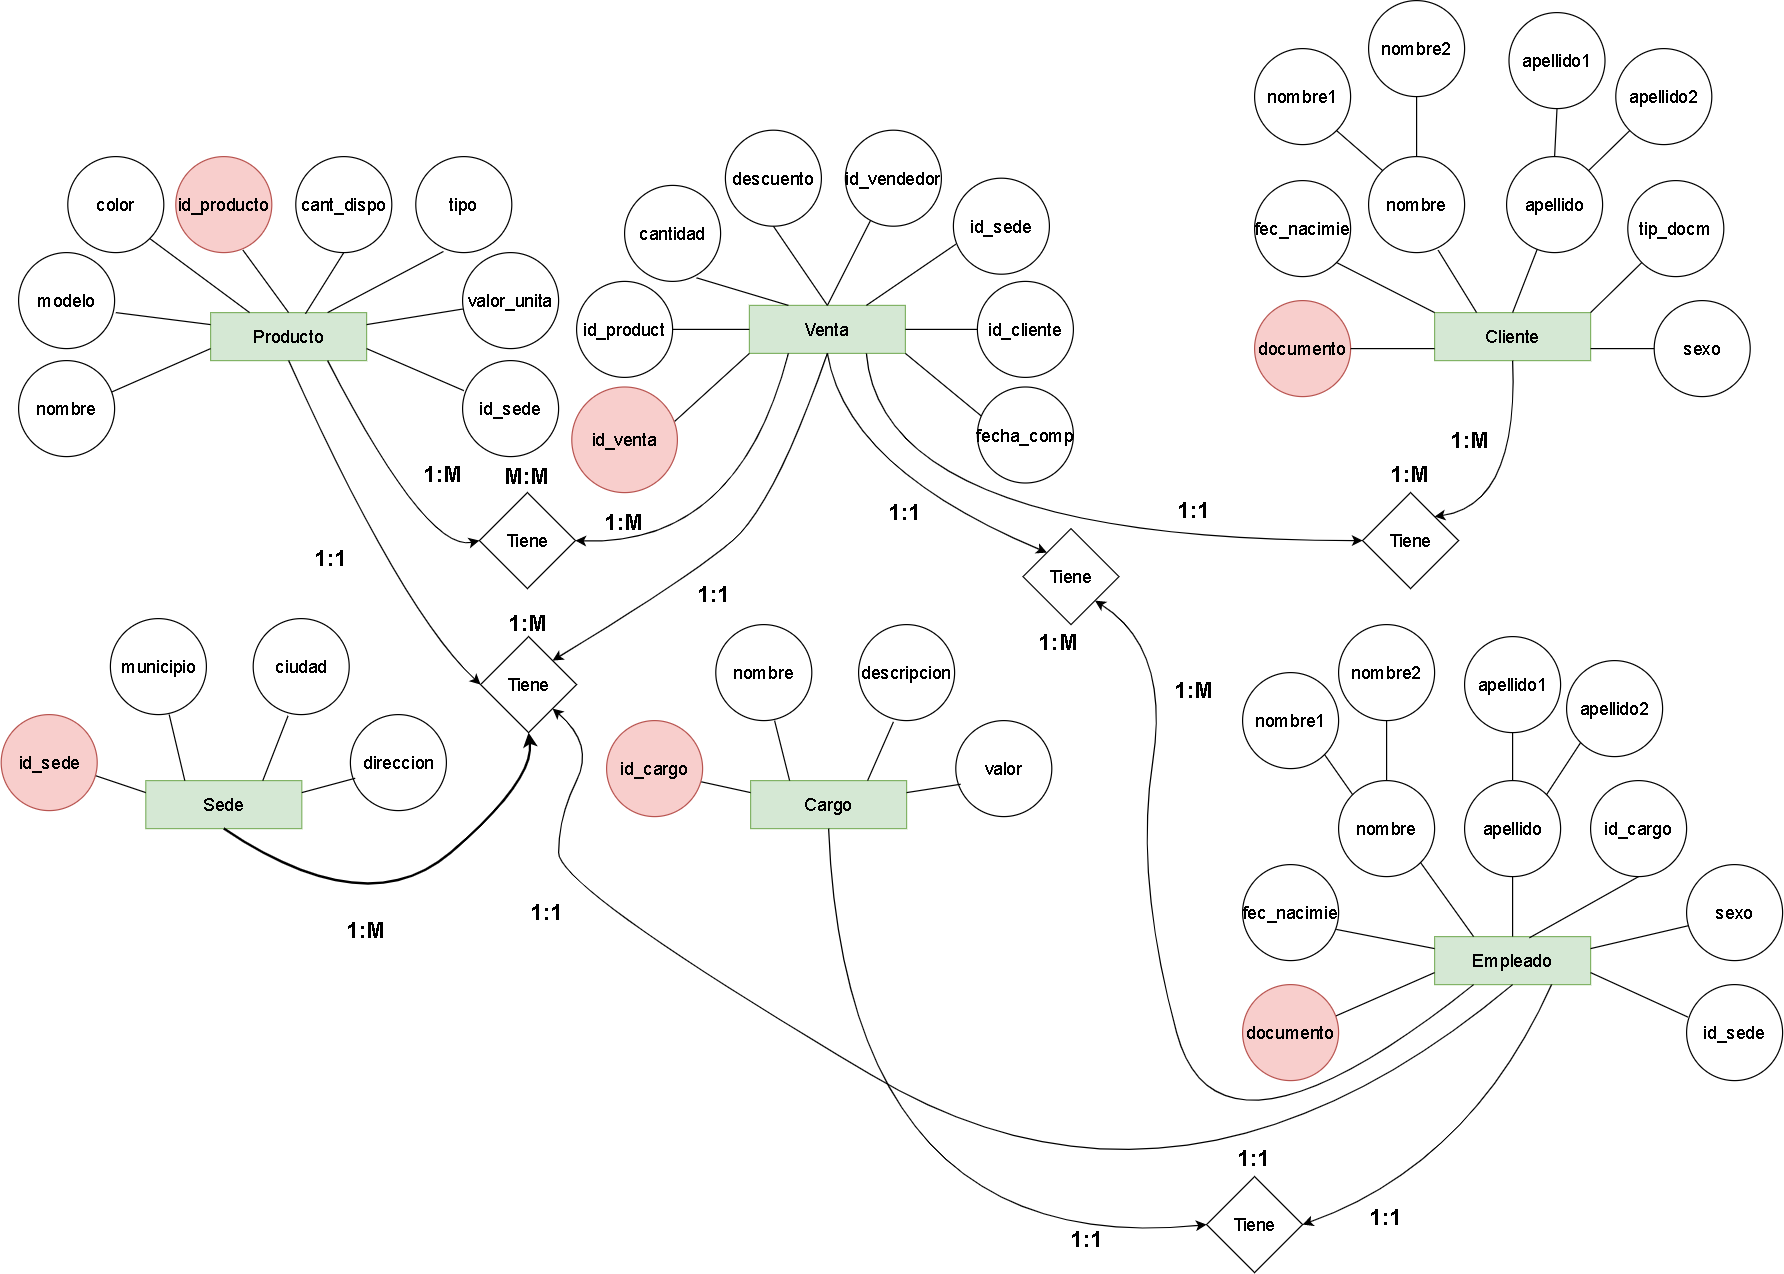 nombre2
apellido1
nombre1
apellido2
descuento
id_vendedor
color
id_producto
cant_dispo
tipo
nombre
apellido
cantidad
id_sede
fec_nacimie
tip_docm
modelo
valor_unita
id_product
Venta
id_cliente
Producto
Cliente
documento
sexo
nombre
id_sede
id_venta
fecha_comp
1:M
1:M
M:M
1:M
1:M
1:1
1:1
Tiene
Tiene
1:1
Tiene
1:1
1:M
1:M
municipio
ciudad
nombre
descripcion
nombre2
apellido1
Tiene
1:M
nombre1
apellido2
id_sede
direccion
id_cargo
valor
Sede
Cargo
nombre
apellido
id_cargo
1:1
1:M
fec_nacimie
sexo
Empleado
documento
id_sede
1:1
Tiene
1:1
1:1